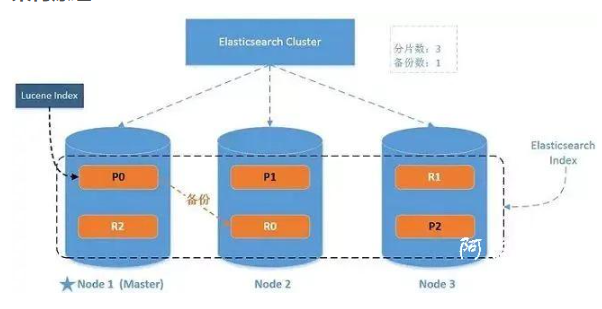 Elasticsearch Cluster
分片数：3
备份数：1
Lucene Index
Elasticsearch
Index
P0
P1
R1
备份
R2
R0
P2
阿
Node 1 (Master)
Node 2
Node 3